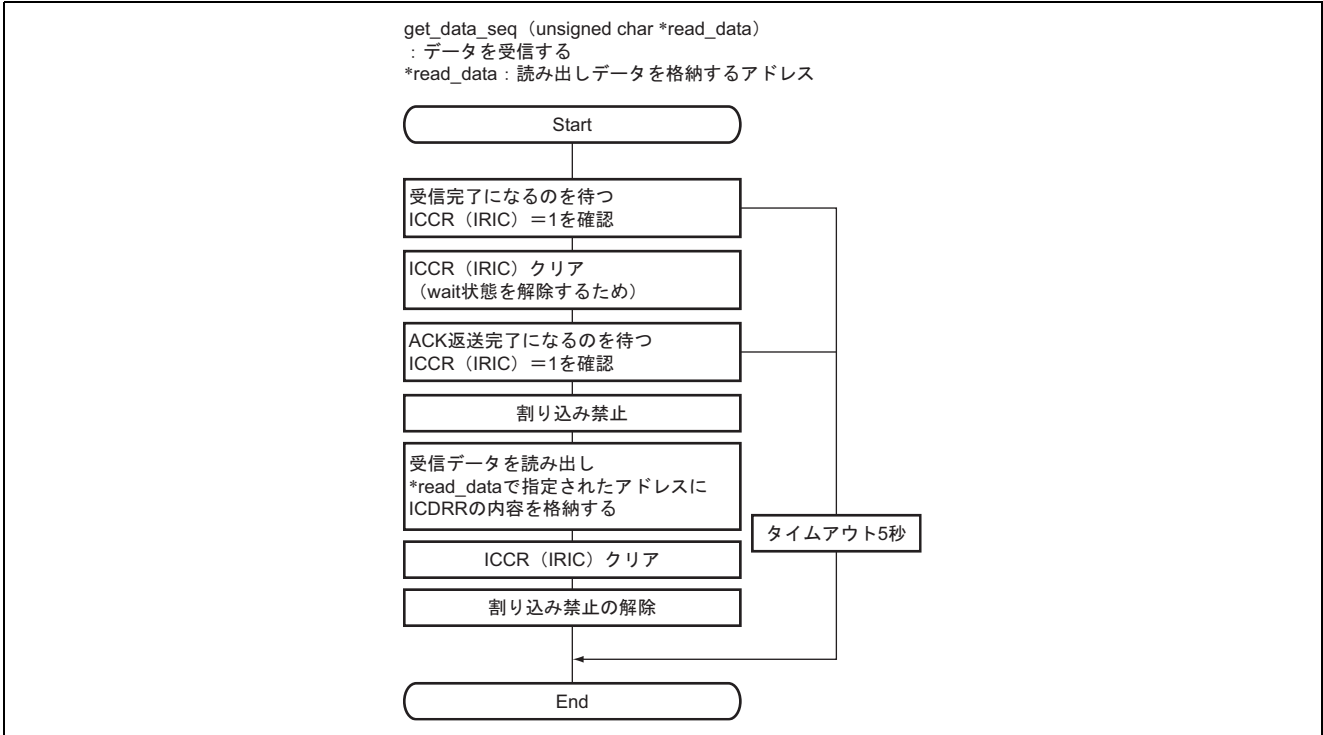 get_data_seq（unsigned char *read_data）
：データを受信する
*read_data：読み出しデータを格納するアドレス
Start
受信完了になるのを待つ
ICCR（IRIC）＝1を確認
ICCR（IRIC）クリア
（wait状態を解除するため）
ACK返送完了になるのを待つ
ICCR（IRIC）＝1を確認
割り込み禁止
受信データを読み出し
*read_dataで指定されたアドレスに
ICDRRの内容を格納する
タイムアウト5秒
ICCR（IRIC）クリア
割り込み禁止の解除
End